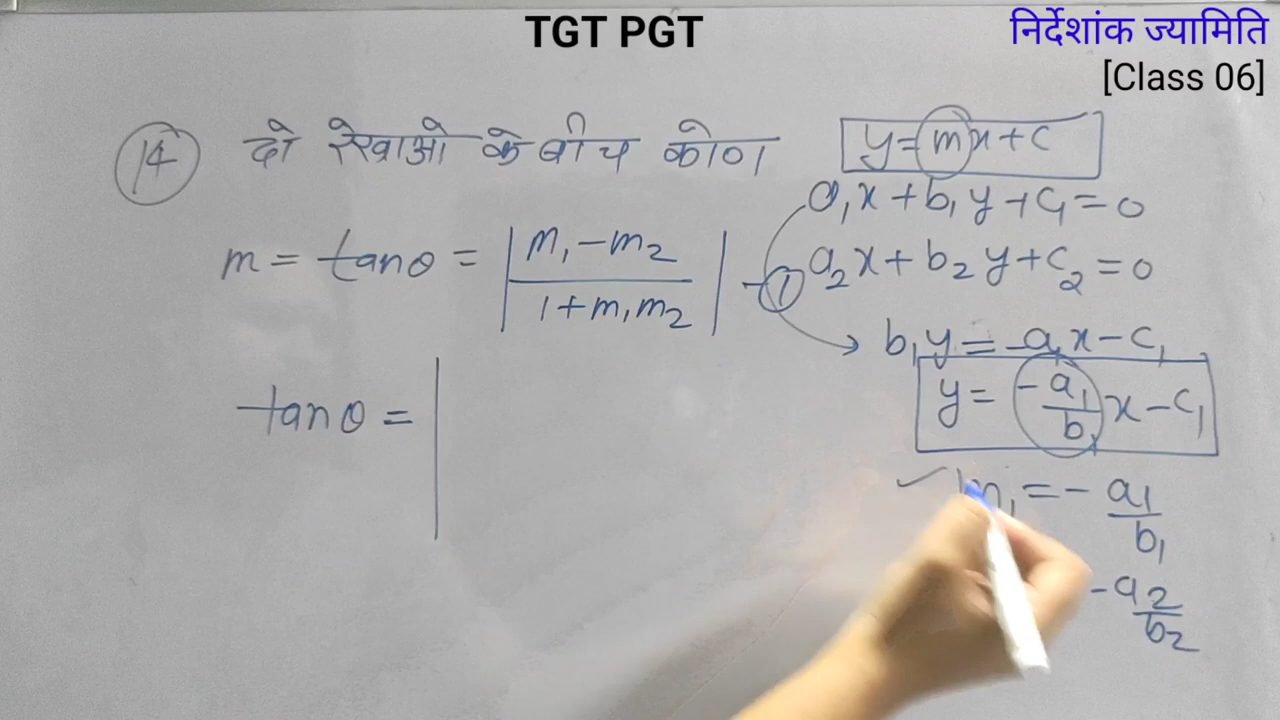 TGT PGT
निर्देशांक ज्यामिति
[Class 06]
14 दो रेखाओ के बीच कोण
y=mx+c
a₁x+b₁y+c₁=0
m = tanθ = |m₁-m₂ / 1+m₁m₂| -①
a₂x+b₂y+c₂=0
b₁y=-a₁x-c₁
tanθ = |
y= -a₁/b₁ x-c₁
✓ m₁ = - a₁/b₁
-a₂/b₂